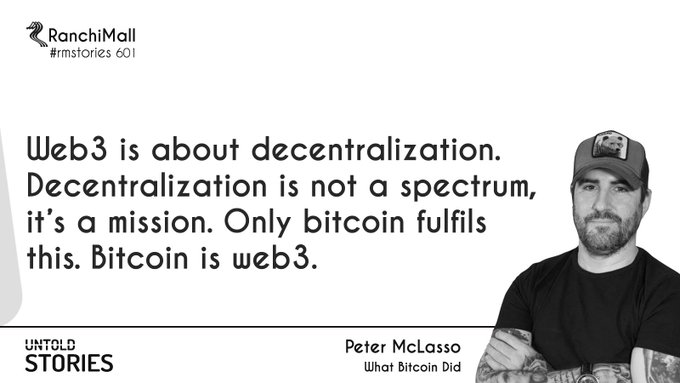 RanchiMall
#rmstories 601
Web3 is about decentralization.
Decentralization is not a spectrum,
it's a mission. Only bitcoin fulfils
this. Bitcoin is web3.
UNTOLD
STORIES
Peter McLasso
What Bitcoin Did